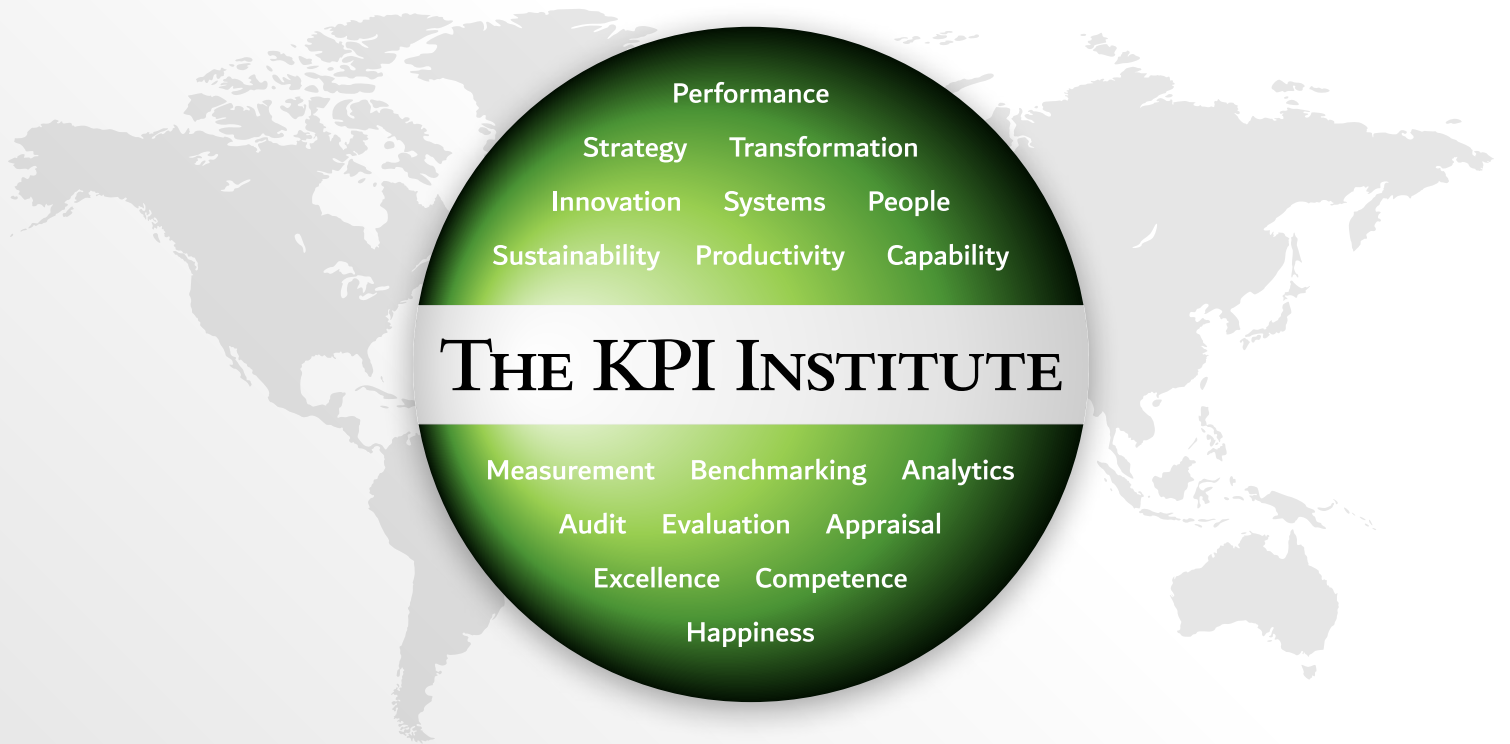 Performance
Strategy Transformation
Innovation Systems People
Sustainability Productivity Capability
The KPI Institute
Measurement Benchmarking Analytics
Audit Evaluation Appraisal
Excellence Competence
Happiness